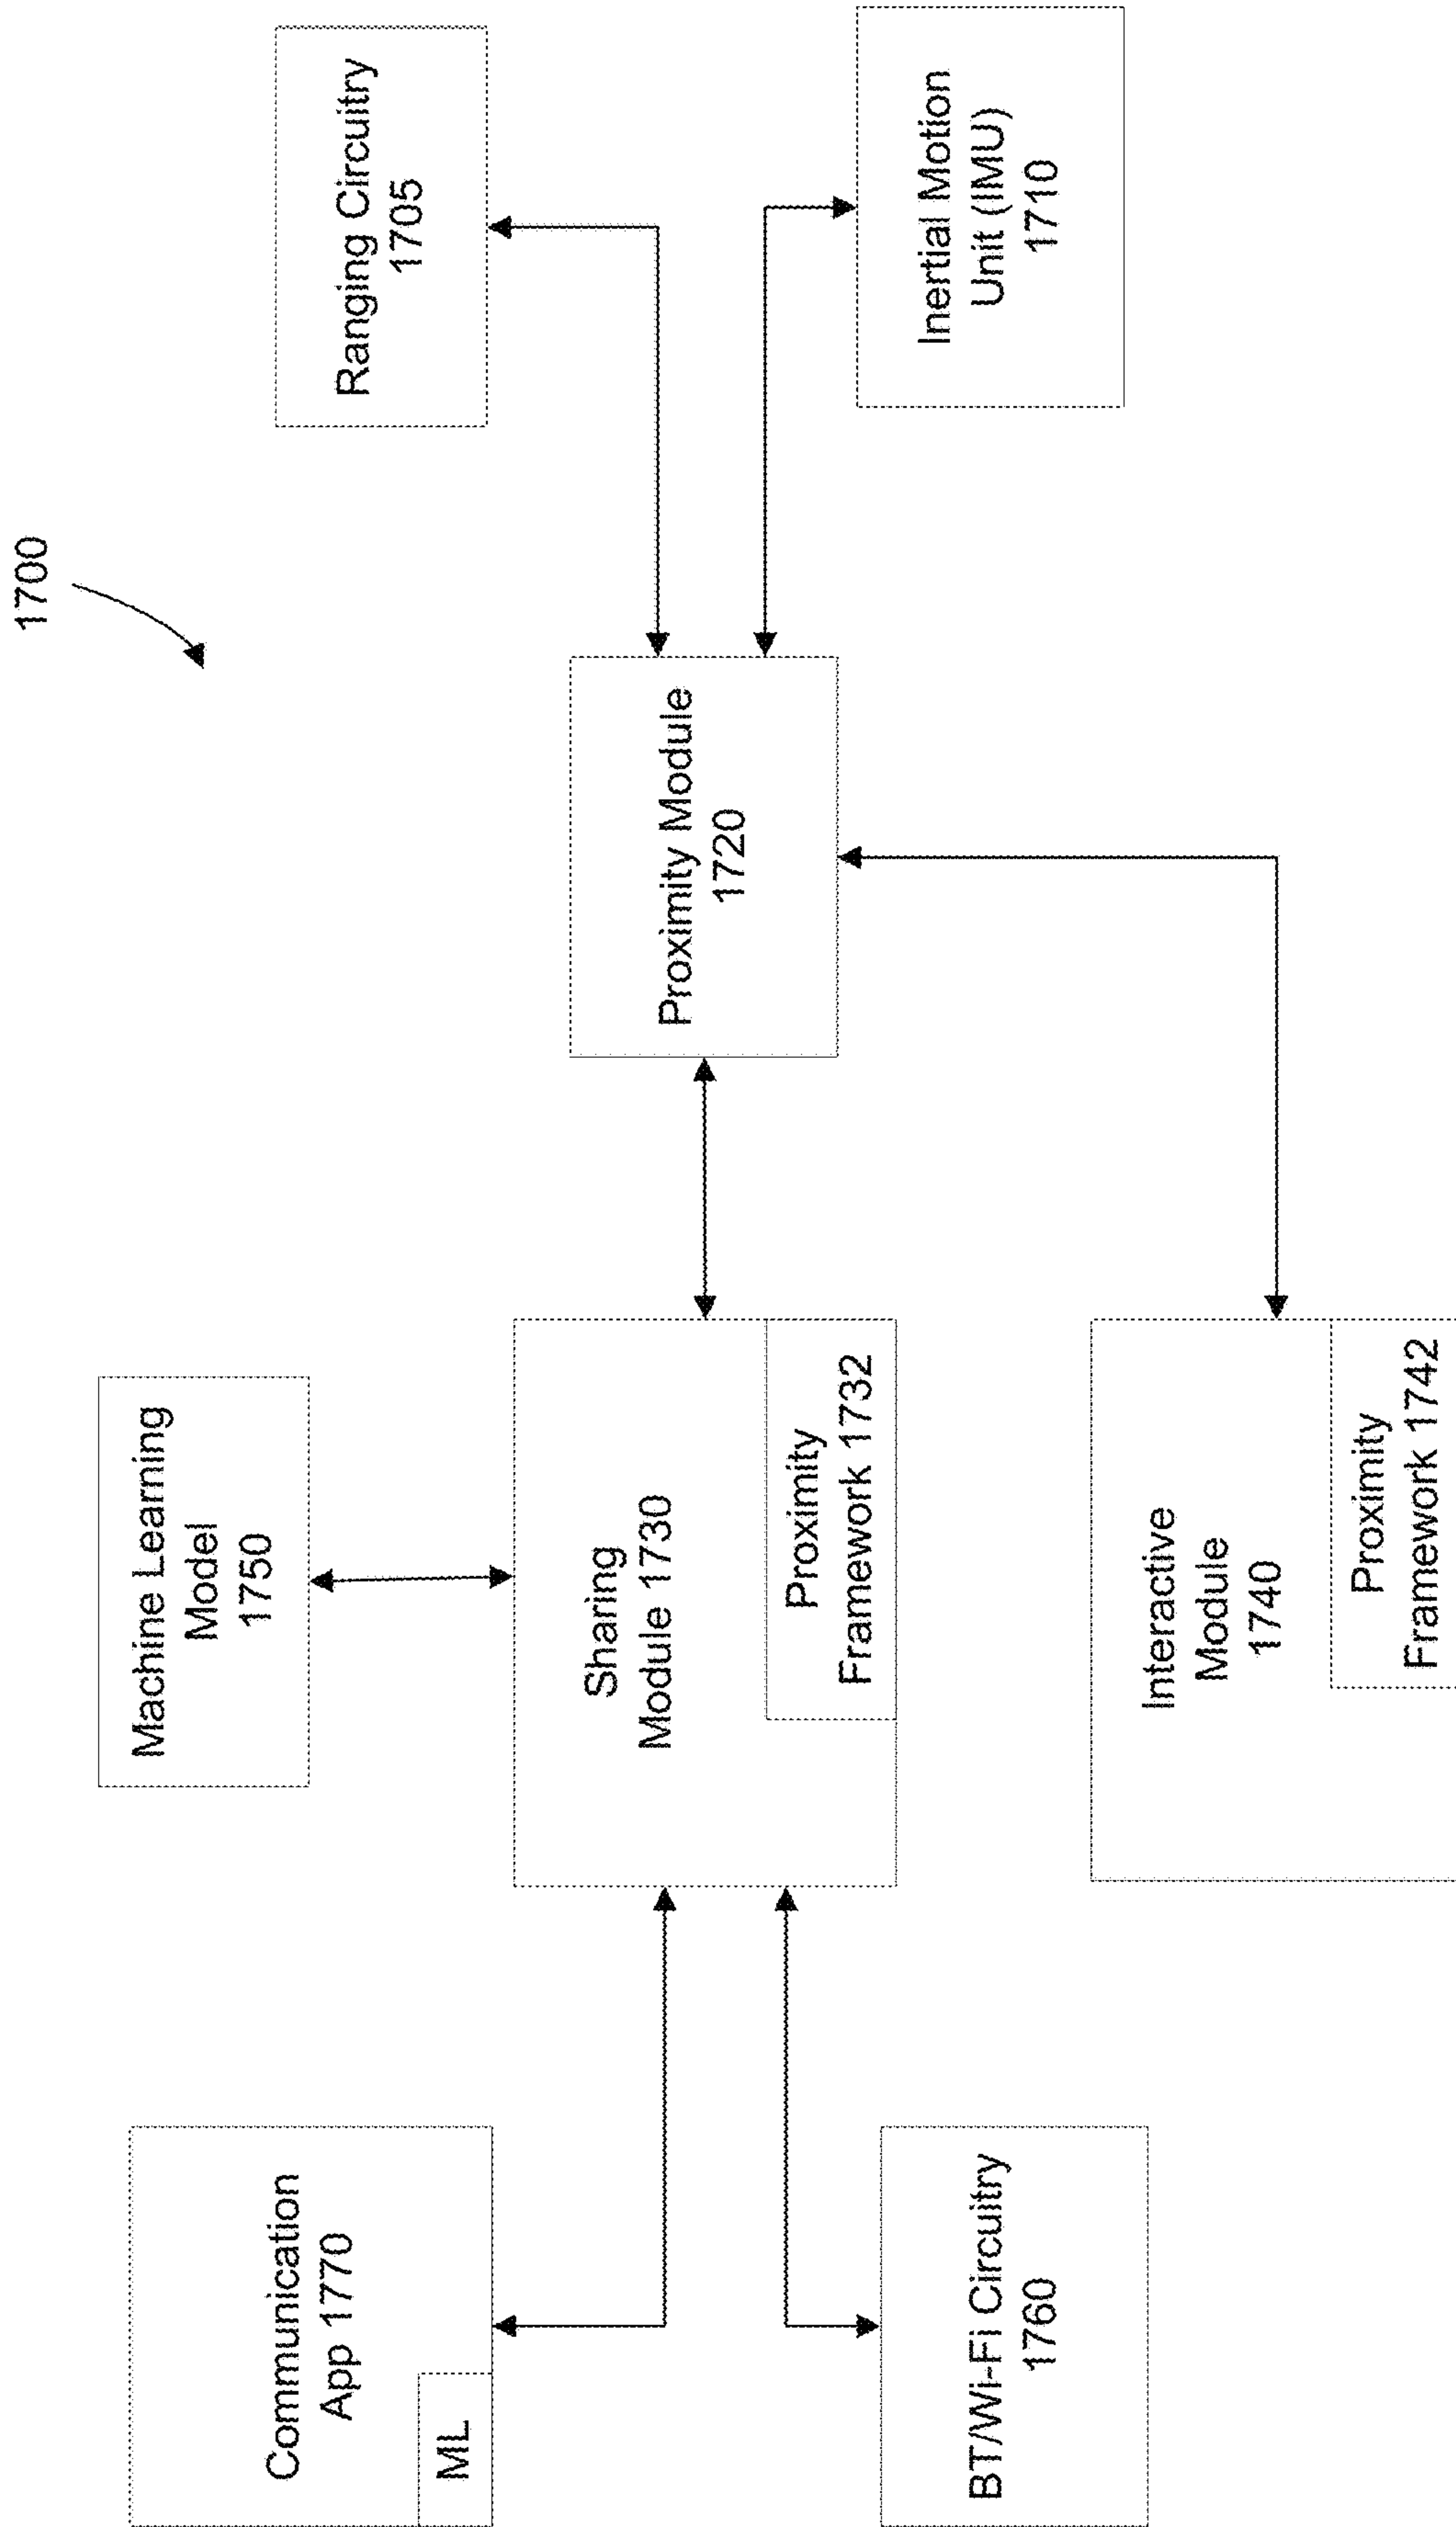 1700
Communication
App 1770
ML
BT/Wi-Fi Circuitry
1760
Machine Learning
Model
1750
Sharing
Module 1730
Proximity
Framework 1732
Interactive
Module
1740
Proximity
Framework 1742
Proximity Module
1720
Ranging Circuitry
1705
Inertial Motion
Unit (IMU)
1710